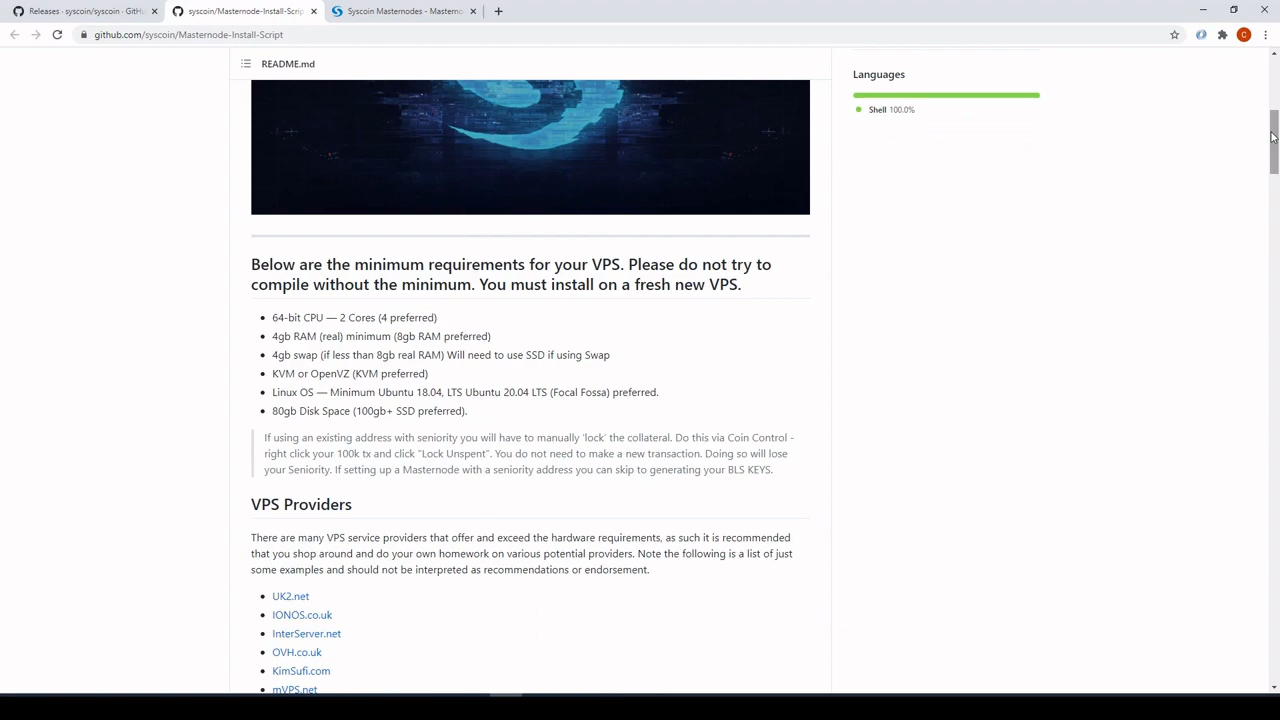 Releases · syscoin/syscoin · GitHu
syscoin/Masternode-Install-Scrip
Syscoin Masternodes - Masterno
github.com/syscoin/Masternode-Install-Script
C
README.md
Languages
Shell 100.0%
Below are the minimum requirements for your VPS. Please do not try to
compile without the minimum. You must install on a fresh new VPS.
64-bit CPU — 2 Cores (4 preferred)
4gb RAM (real) minimum (8gb RAM preferred)
4gb swap (if less than 8gb real RAM) Will need to use SSD if using Swap
KVM or OpenVZ (KVM preferred)
Linux OS — Minimum Ubuntu 18.04, LTS Ubuntu 20.04 LTS (Focal Fossa) preferred.
80gb Disk Space (100gb+ SSD preferred).
If using an existing address with seniority you will have to manually 'lock' the collateral. Do this via Coin Control -
right click your 100k tx and click "Lock Unspent". You do not need to make a new transaction. Doing so will lose
your Seniority. If setting up a Masternode with a seniority address you can skip to generating your BLS KEYS.
VPS Providers
There are many VPS service providers that offer and exceed the hardware requirements, as such it is recommended
that you shop around and do your own homework on various potential providers. Note the following is a list of just
some examples and should not be interpreted as recommendations or endorsement.
UK2.net
IONOS.co.uk
InterServer.net
OVH.co.uk
KimSufi.com
mVPS.net